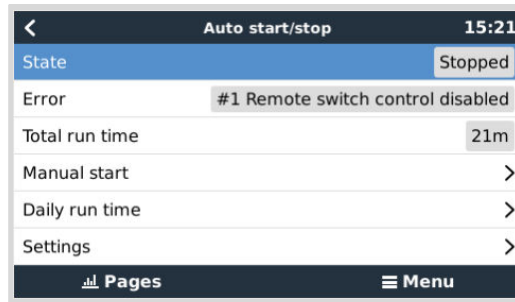 Auto start/stop 15:21
State Stopped
Error #1 Remote switch control disabled
Total run time 21m
Manual start
Daily run time
Settings
Pages Menu